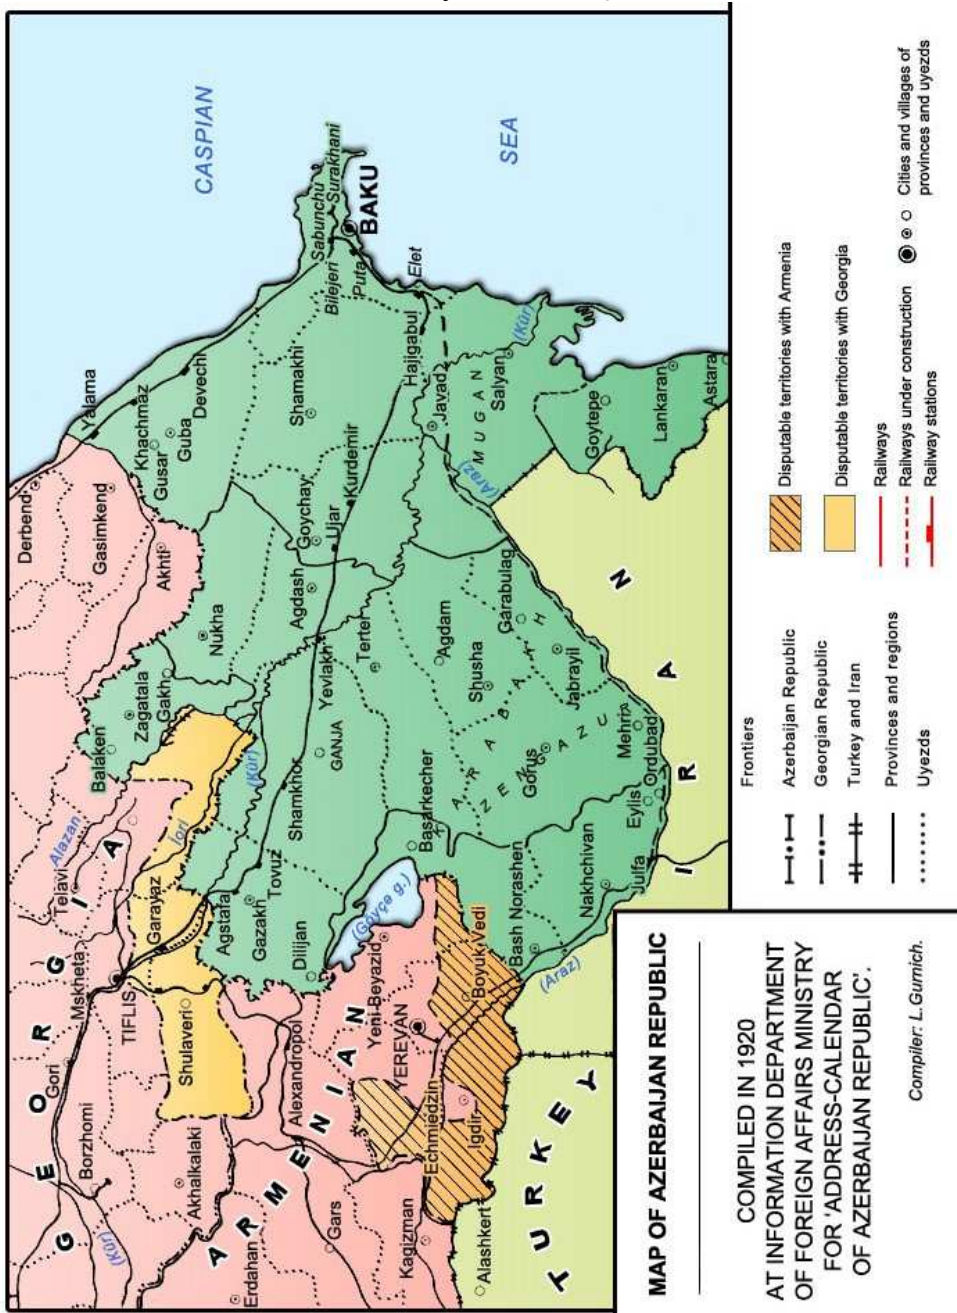 CASPIAN
SEA
GEORGIA
ARMENIAN
TURKEY
IRAN
Derbend
Gasimkend
Akhti
Yalama
Khachmaz
Gusar
Guba
Devechi
Shamakhi
Sabunchu
Surakhani
Bilejeri
BAKU
Puta
Elet
Hajigabul
(Kür)
Javad
MUGAN
Salyan
(Araz)
Goytepe
Lankaran
Astara
Balaken
Zagatala
Gakh
Nukha
Agdash
Goychay
Ujar
Kurdemir
Yevlakh
Terter
Agdam
Shusha
Garabulag
Jabrayil
KARABAKH
ZENGAZUR
Gorus
Mehri
Ordubad
Eylis
Julfa
Nakhchivan
Bash Norashen
Basarkecher
GANJA
Shamkhor
(Kür)
Tovuz
Agstafa
Gazakh
Dilijan
(Göyçe g.)
Alazan
Iori
Telavi
Garayaz
Mskheta
TIFLIS
Shulaveri
Gori
Borzhomi
(Kür)
Akhalkalaki
Alexandropol
Yeni-Beyazid
YEREVAN
Boyuk Vedi
(Araz)
Echmiedzin
Igdir
Erdahan
Gars
Kagizman
Alashkert
MAP OF AZERBAIJAN REPUBLIC
COMPILED IN 1920
AT INFORMATION DEPARTMENT
OF FOREIGN AFFAIRS MINISTRY
FOR 'ADDRESS-CALENDAR
OF AZERBAIJAN REPUBLIC'.
Compiler: L.Gurnich.
Frontiers
Azerbaijan Republic
Georgian Republic
Turkey and Iran
Provinces and regions
Uyezds
Disputable territories with Armenia
Disputable territories with Georgia
Railways
Railways under construction
Railway stations
Cities and villages of
provinces and uyezds